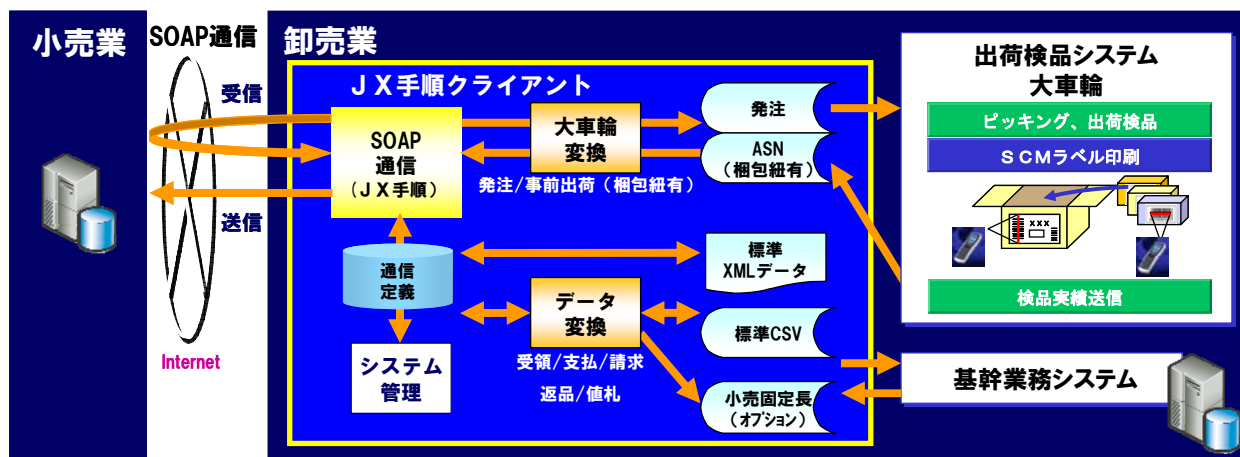 小売業
SOAP通信
受信
送信
Internet
卸売業
JX手順クライアント
SOAP
通信
(JX手順)
大車輪
変換
発注/事前出荷(梱包紐有)
発注
ASN
(梱包紐有)
通信
定義
システム
管理
標準
XMLデータ
データ
変換
受領/支払/請求
返品/値札
標準CSV
小売固定長
(オプション)
出荷検品システム
大車輪
ピッキング、出荷検品
SCMラベル印刷
XXX
検品実績送信
基幹業務システム